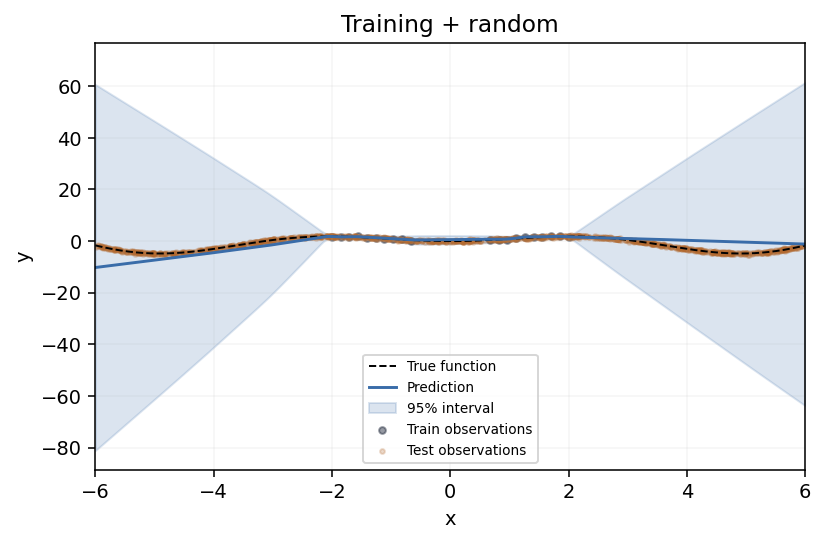 Training + random
60
40
20
0
−20
−40
−60
−80
y
True function
Prediction
95% interval
Train observations
Test observations
−6
−4
−2
0
2
4
6
x